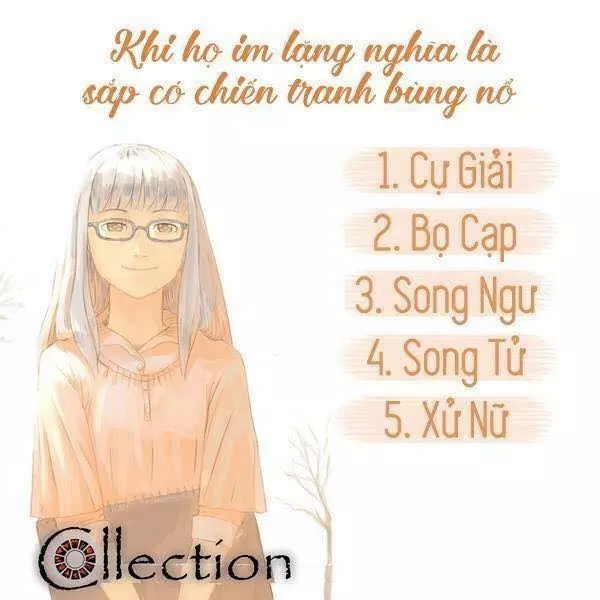 Khi họ im lặng nghĩa là
sắp có chiến tranh bùng nổ
1. Cự Giải
2. Bọ Cạp
3. Song Ngư
4. Song Tử
5. Xử Nữ
Collection